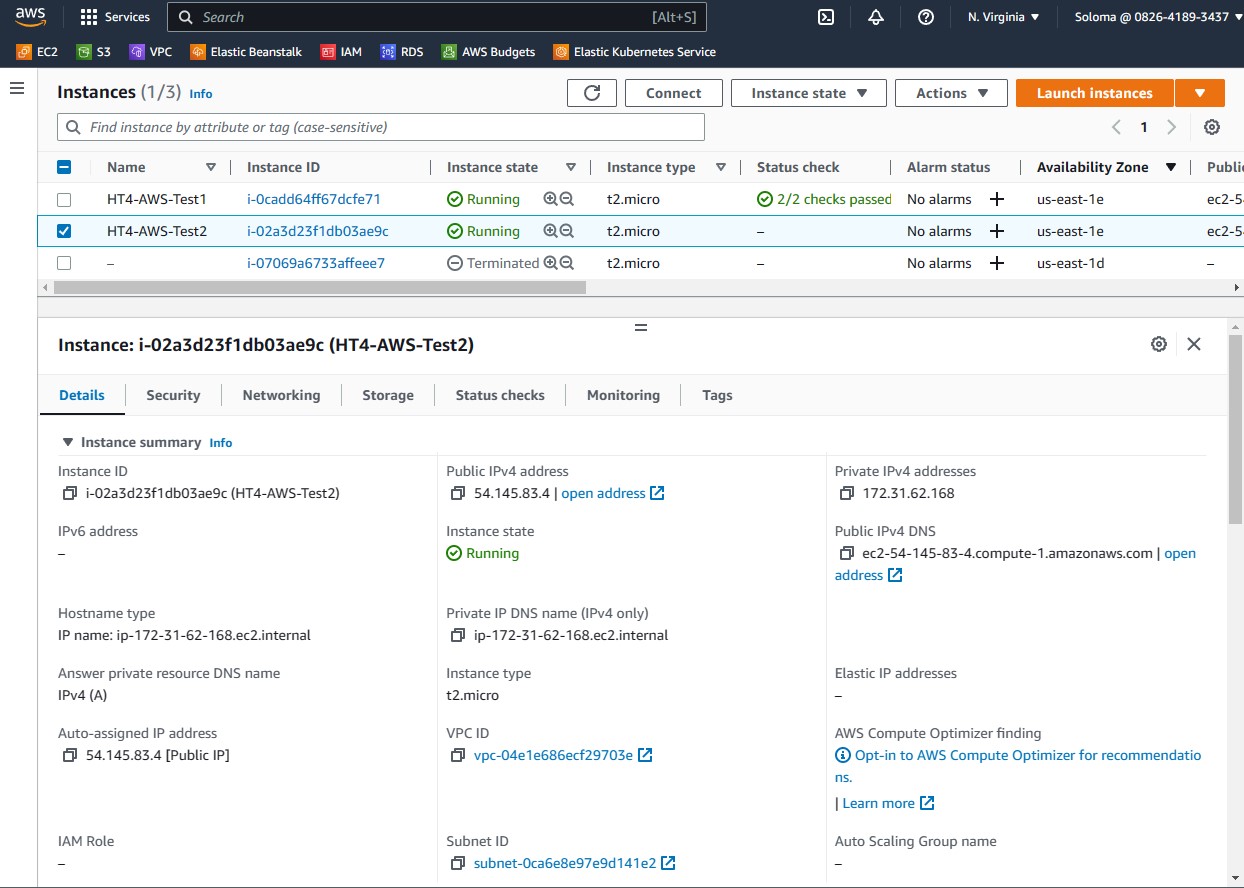 aws Services Search [Alt+S] N. Virginia Soloma @ 0826-4189-3437
EC2 S3 VPC Elastic Beanstalk IAM RDS AWS Budgets Elastic Kubernetes Service
Instances (1/3) Info Connect Instance state Actions Launch instances
Find instance by attribute or tag (case-sensitive) 1
Name Instance ID Instance state Instance type Status check Alarm status Availability Zone Public
HT4-AWS-Test1 i-0cadd64ff67dcfe71 Running t2.micro 2/2 checks passed No alarms us-east-1e ec2-5
HT4-AWS-Test2 i-02a3d23f1db03ae9c Running t2.micro – No alarms us-east-1e ec2-5
– i-07069a6733affeee7 Terminated t2.micro – No alarms us-east-1d –
Instance: i-02a3d23f1db03ae9c (HT4-AWS-Test2)
Details Security Networking Storage Status checks Monitoring Tags
Instance summary Info
Instance ID Public IPv4 address Private IPv4 addresses
i-02a3d23f1db03ae9c (HT4-AWS-Test2) 54.145.83.4 | open address 172.31.62.168
IPv6 address Instance state Public IPv4 DNS
– Running ec2-54-145-83-4.compute-1.amazonaws.com | open
address
Hostname type Private IP DNS name (IPv4 only)
IP name: ip-172-31-62-168.ec2.internal ip-172-31-62-168.ec2.internal
Answer private resource DNS name Instance type Elastic IP addresses
IPv4 (A) t2.micro –
Auto-assigned IP address VPC ID AWS Compute Optimizer finding
54.145.83.4 [Public IP] vpc-04e1e686ecf29703e Opt-in to AWS Compute Optimizer for recommendatio
ns.
| Learn more
IAM Role Subnet ID Auto Scaling Group name
– subnet-0ca6e8e97e9d141e2 –